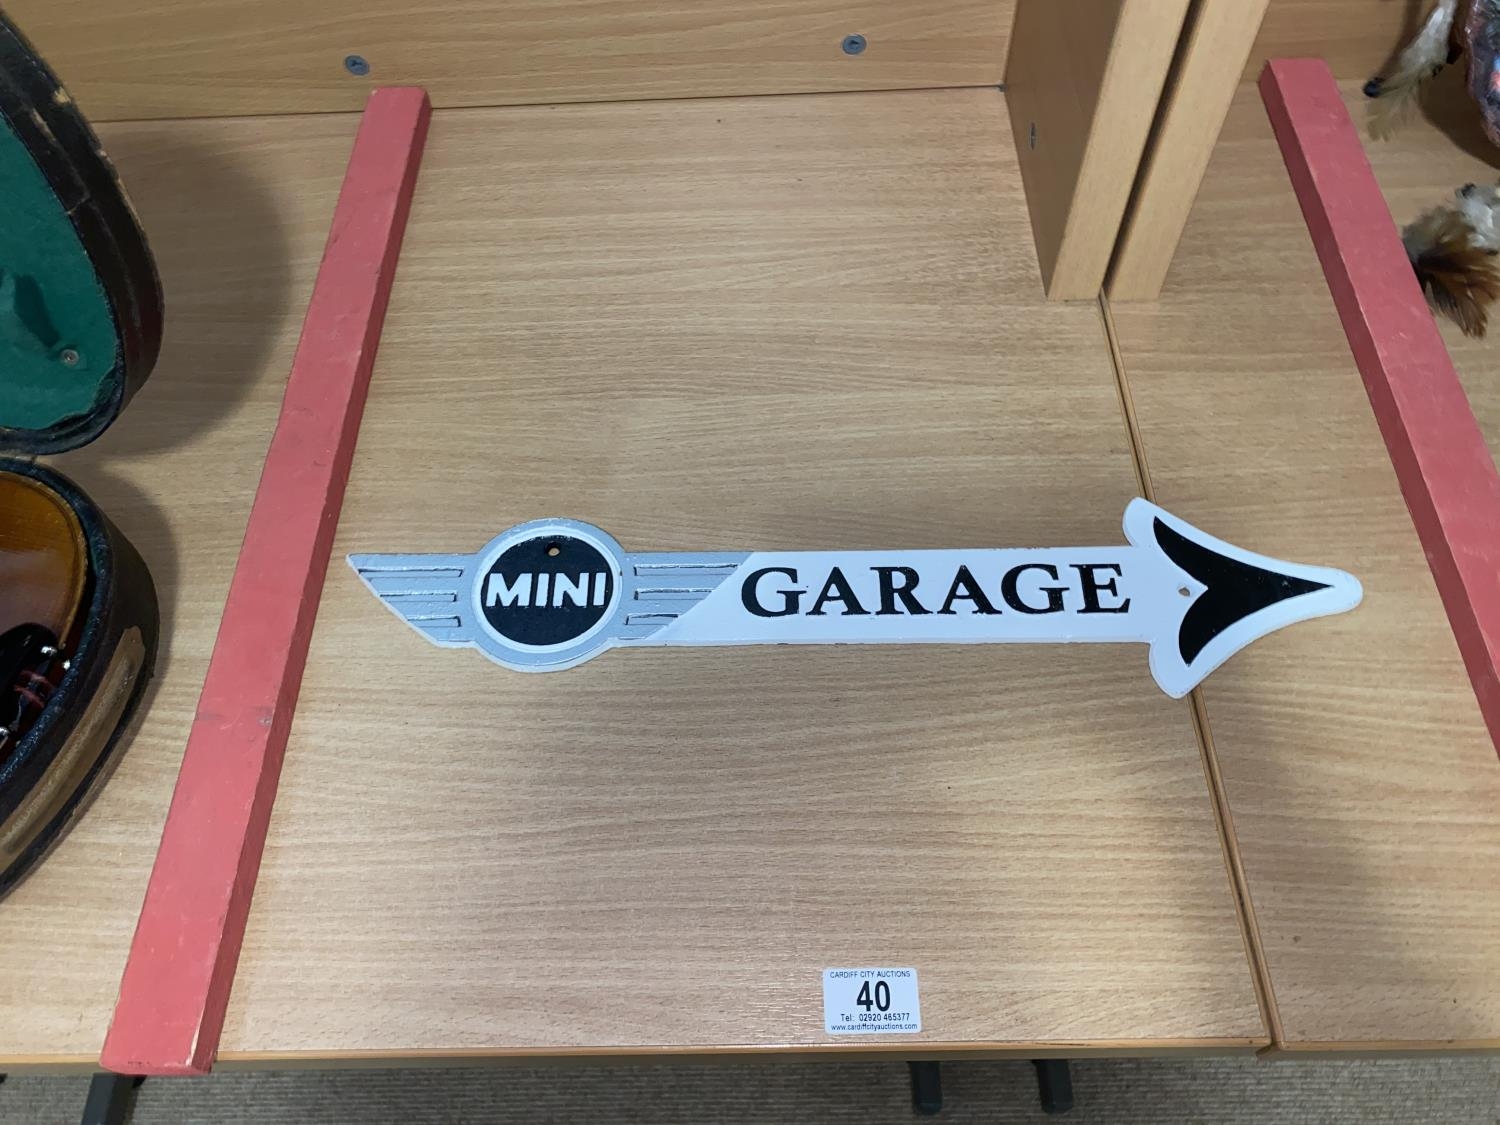 MINI GARAGE
CARDIFF CITY AUCTIONS
40
Tel: 02920 465377
www.cardiffcityauctions.com